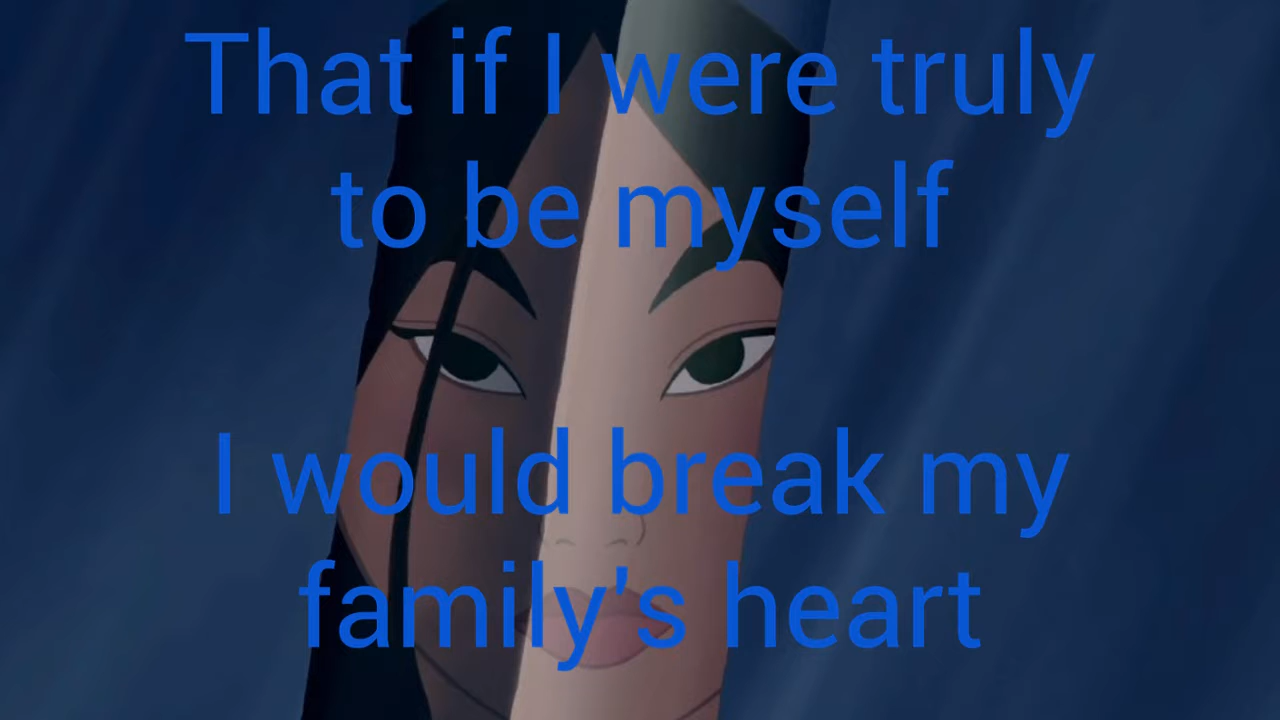 That if I were truly
to be myself
I would break my
family's heart